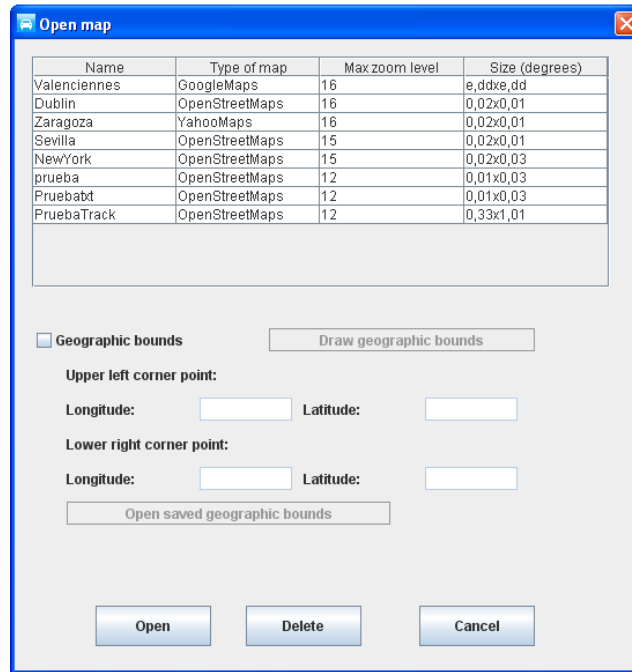 Open map
Name Type of map Max zoom level Size (degrees)
Valenciennes GoogleMaps 16 e,ddxe,dd
Dublin OpenStreetMaps 16 0,02x0,01
Zaragoza YahooMaps 16 0,02x0,01
Sevilla OpenStreetMaps 15 0,02x0,01
NewYork OpenStreetMaps 15 0,02x0,03
prueba OpenStreetMaps 12 0,01x0,03
Pruebatxt OpenStreetMaps 12 0,01x0,03
PruebaTrack OpenStreetMaps 12 0,33x1,01
Geographic bounds Draw geographic bounds
Upper left corner point:
Longitude: Latitude:
Lower right corner point:
Longitude: Latitude:
Open saved geographic bounds
Open Delete Cancel